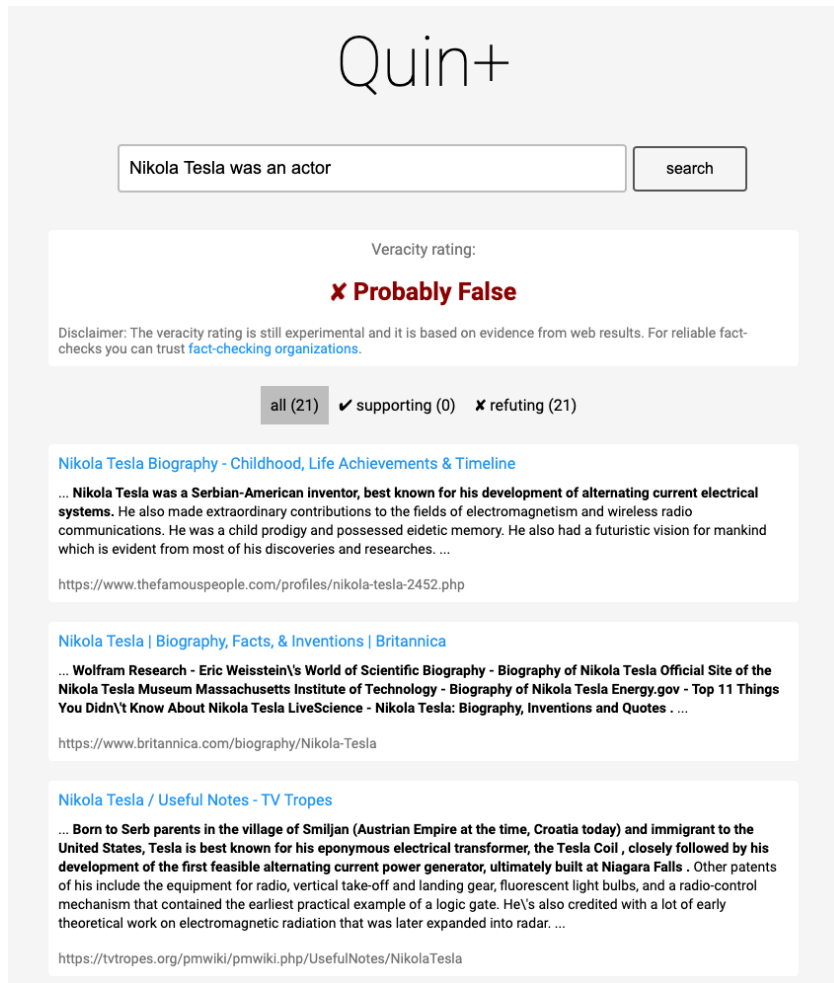 Quin+
Nikola Tesla was an actor
search
Veracity rating:
✘ Probably False
Disclaimer: The veracity rating is still experimental and it is based on evidence from web results. For reliable fact-
checks you can trust fact-checking organizations.
all (21) ✔ supporting (0) ✘ refuting (21)
Nikola Tesla Biography - Childhood, Life Achievements & Timeline
... Nikola Tesla was a Serbian-American inventor, best known for his development of alternating current electrical
systems. He also made extraordinary contributions to the fields of electromagnetism and wireless radio
communications. He was a child prodigy and possessed eidetic memory. He also had a futuristic vision for mankind
which is evident from most of his discoveries and researches. ...
https://www.thefamouspeople.com/profiles/nikola-tesla-2452.php
Nikola Tesla | Biography, Facts, & Inventions | Britannica
... Wolfram Research - Eric Weisstein\'s World of Scientific Biography - Biography of Nikola Tesla Official Site of the
Nikola Tesla Museum Massachusetts Institute of Technology - Biography of Nikola Tesla Energy.gov - Top 11 Things
You Didn\'t Know About Nikola Tesla LiveScience - Nikola Tesla: Biography, Inventions and Quotes . ...
https://www.britannica.com/biography/Nikola-Tesla
Nikola Tesla / Useful Notes - TV Tropes
... Born to Serb parents in the village of Smiljan (Austrian Empire at the time, Croatia today) and immigrant to the
United States, Tesla is best known for his eponymous electrical transformer, the Tesla Coil , closely followed by his
development of the first feasible alternating current power generator, ultimately built at Niagara Falls . Other patents
of his include the equipment for radio, vertical take-off and landing gear, fluorescent light bulbs, and a radio-control
mechanism that contained the earliest practical example of a logic gate. He\'s also credited with a lot of early
theoretical work on electromagnetic radiation that was later expanded into radar. ...
https://tvtropes.org/pmwiki/pmwiki.php/UsefulNotes/NikolaTesla